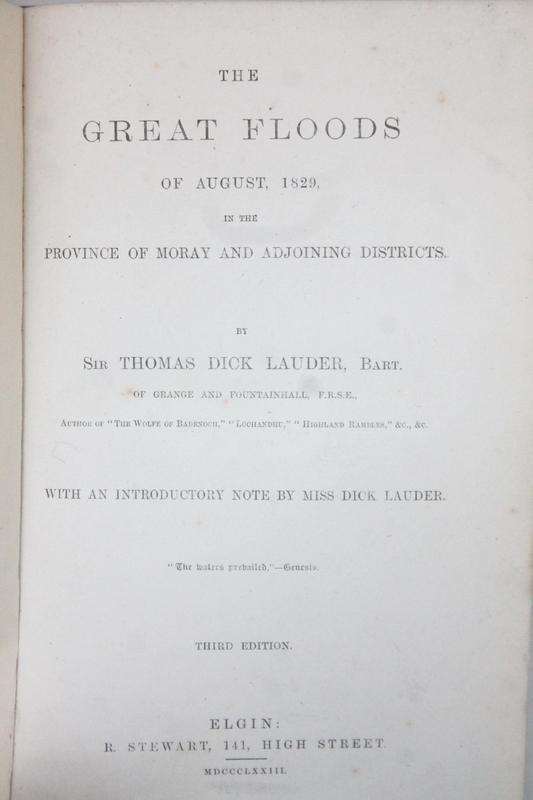 THE
GREAT FLOODS
OF AUGUST, 1829,
IN THE
PROVINCE OF MORAY AND ADJOINING DISTRICTS.
BY
SIR THOMAS DICK LAUDER, BART.
OF GRANGE AND FOUNTAINHALL, F.R.S.E.,
AUTHOR OF "THE WOLFE OF BADENOCH," "LOCHANDHU," "HIGHLAND RAMBLES," &C., &C.
WITH AN INTRODUCTORY NOTE BY MISS DICK LAUDER.
"The waters prevailed."—Genesis.
THIRD EDITION.
ELGIN:
R. STEWART, 141, HIGH STREET.
MDCCCLXXIII.